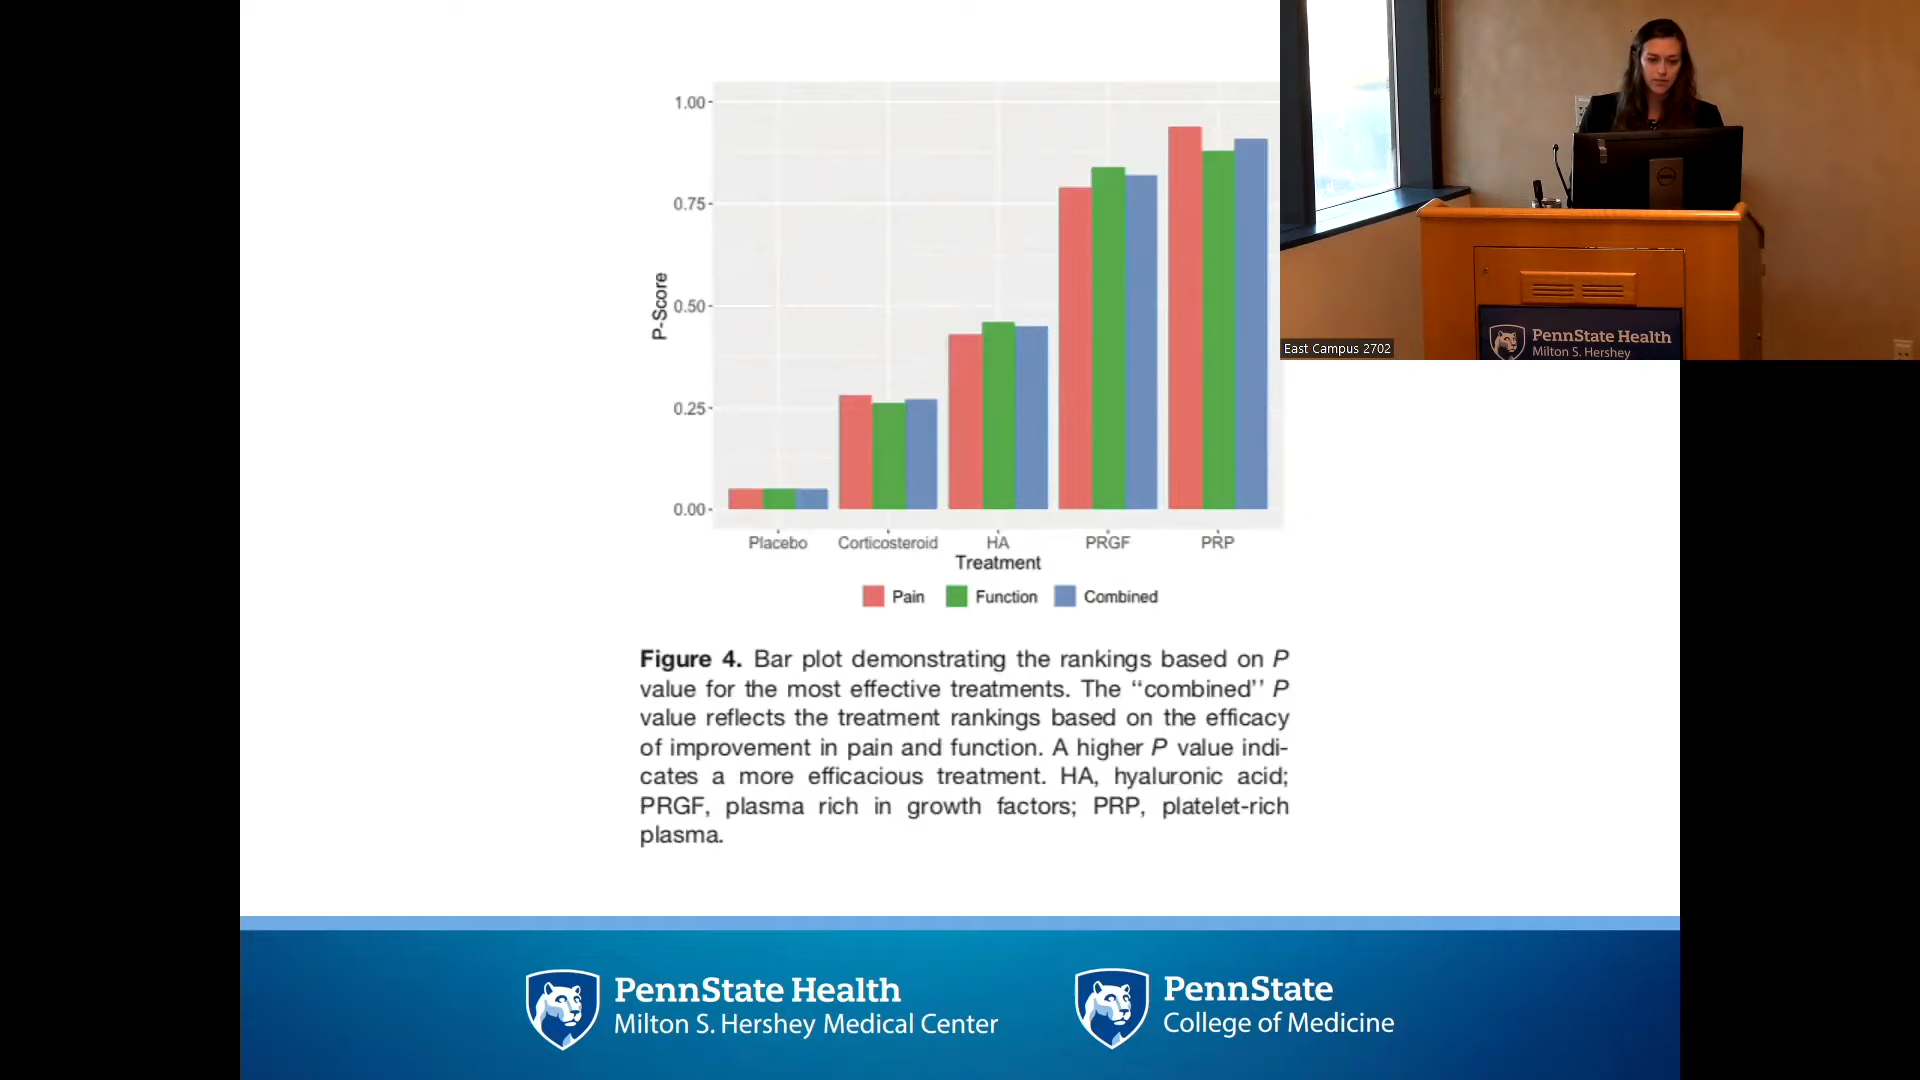 1.00
0.75
0.50
0.25
0.00
P-Score
Placebo
Corticosteroid
HA
PRGF
PRP
Treatment
Pain
Function
Combined
Figure 4. Bar plot demonstrating the rankings based on P
value for the most effective treatments. The ‘‘combined’’ P
value reflects the treatment rankings based on the efficacy
of improvement in pain and function. A higher P value indi-
cates a more efficacious treatment. HA, hyaluronic acid;
PRGF, plasma rich in growth factors; PRP, platelet-rich
plasma.
East Campus 2702
PennState Health
Milton S. Hershey
DELL
PennState Health
Milton S. Hershey Medical Center
PennState
College of Medicine